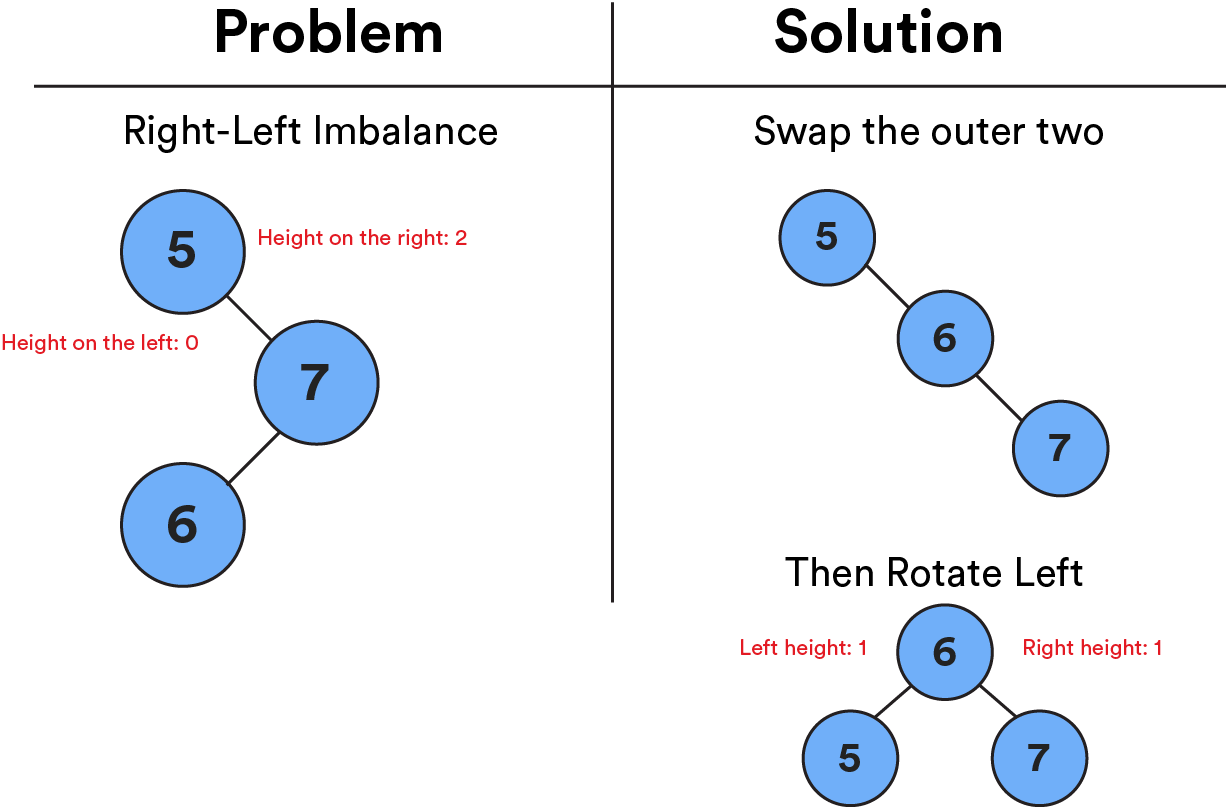 Problem
Solution
Right-Left Imbalance
5
Height on the right: 2
Height on the left: 0
7
6
Swap the outer two
5
6
7
Then Rotate Left
Left height: 1
6
Right height: 1
5
7